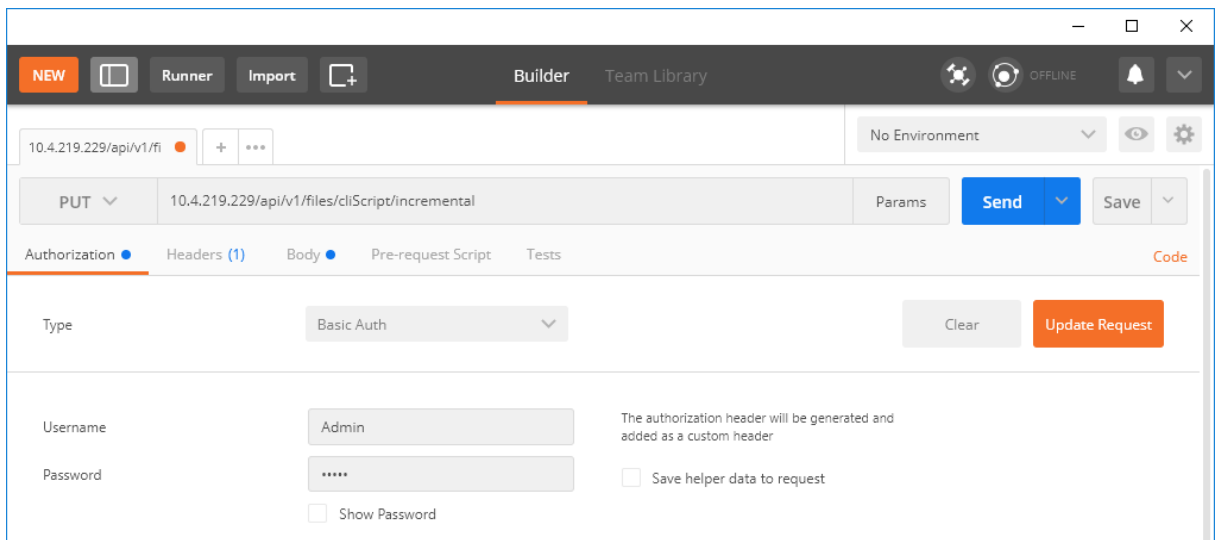 NEW Runner Import Builder Team Library OFFLINE
10.4.219.229/api/v1/fi + ••• No Environment
PUT 10.4.219.229/api/v1/files/cliScript/incremental Params Send Save
Authorization Headers (1) Body Pre-request Script Tests Code
Type Basic Auth Clear Update Request
Username Admin The authorization header will be generated and
added as a custom header
Password ••••• Save helper data to request
Show Password